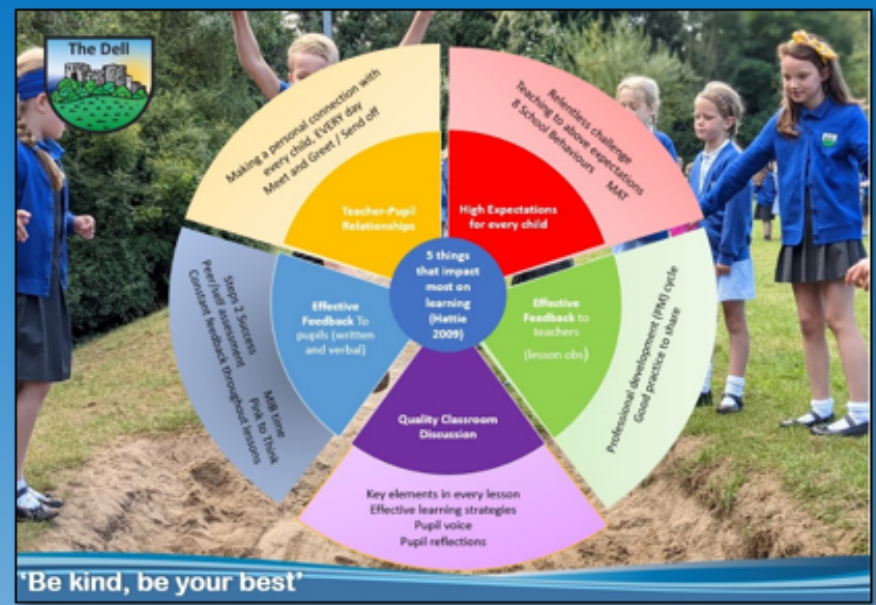 The Dell
Making a personal connection with
every child, EVERY day
Meet and Greet / Send off
Teacher-Pupil
Relationships
Relentless challenge
Teaching to above expectations
8 School Behaviours MAT
High Expectations
for every child
5 things
that impact
most on
learning
(Hattie
2009)
Steps 2 success
Peer/self assessment
Constant feedback throughout lessons
MIB time
Pink to Think
Effective
Feedback To
pupils (written
and verbal)
Effective
Feedback to
teachers
(lesson obs)
Professional development (PM) cycle
Good practice to share
Quality Classroom
Discussion
Key elements in every lesson
Effective learning strategies
Pupil voice
Pupil reflections
'Be kind, be your best'